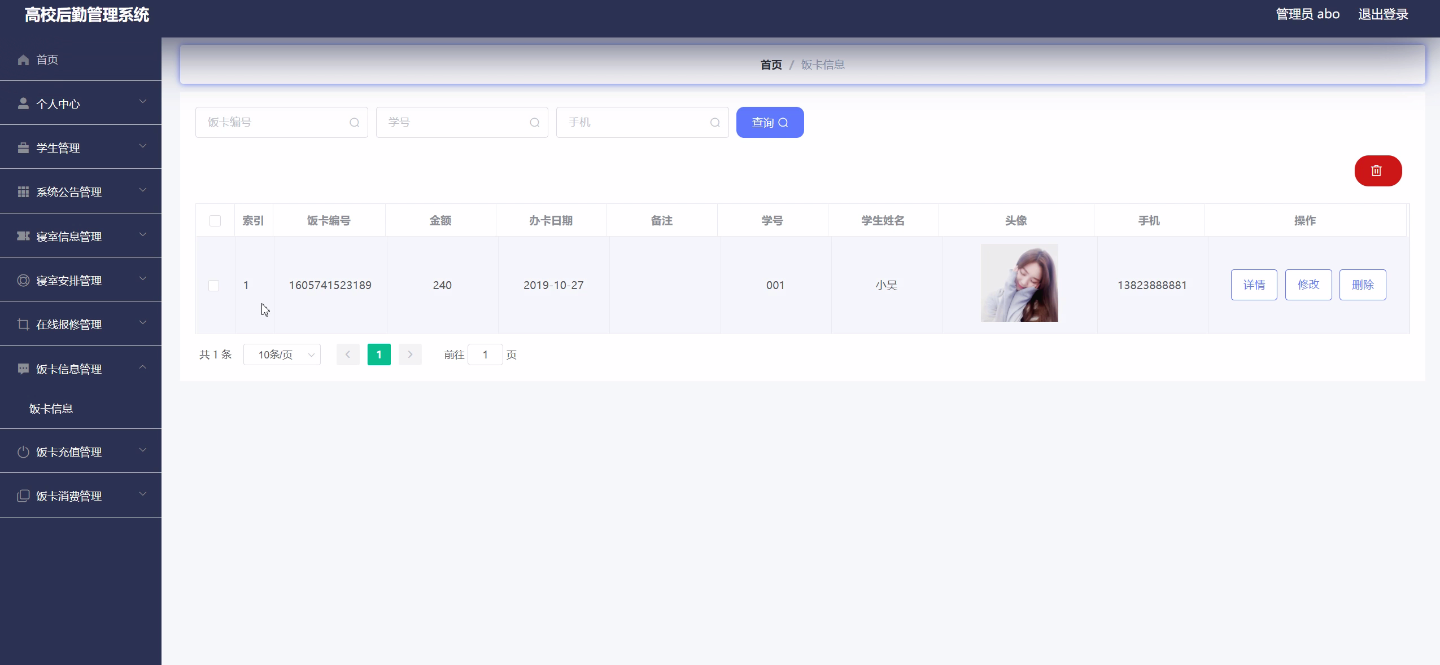 高校后勤管理系统
管理员 abo 退出登录
首页
个人中心
学生管理
系统公告管理
寝室信息管理
寝室安排管理
在线报修管理
饭卡信息管理
饭卡信息
饭卡充值管理
饭卡消费管理
首页 / 饭卡信息
饭卡编号 学号 手机 查询
索引 饭卡编号 金额 办卡日期 备注 学号 学生姓名 头像 手机 操作
1 1605741523189 240 2019-10-27 001 小吴 13823888881 详情 修改 删除
共 1 条 10条/页 1 前往 1 页